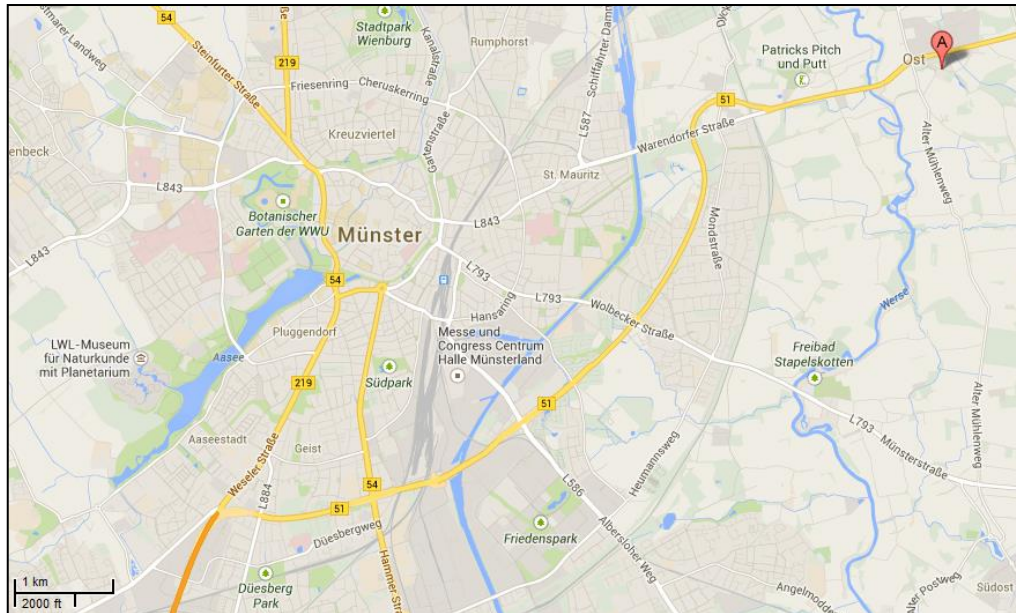 Stadtpark
Wienburg
Rumphorst
Kanalstraße
Schiffahrter Damm
54
Steinfurter Straße
219
Friesenring
Cheruskerring
Patricks Pitch
und Putt
Ost
A
51
L587
Warendorfer Straße
Kreuzviertel
Gartenstraße
L843
St. Mauritz
Alter Mühlenweg
Botanischer
Garten der WWU
Münster
L843
L843
Mondstraße
54
L793
Hansaring
L793
Wolbecker Straße
Werse
Pluggendorf
Aasee
LWL-Museum
für Naturkunde
mit Planetarium
Messe und
Congress Centrum
Halle Münsterland
Freibad
Stapelskotten
Südpark
219
51
Alter Mühlenweg
L793 - Münsterstraße
Aaseestadt
Geist
Weseler Straße
L884
54
51
Heumannsweg
L586
Düesbergweg
Friedenspark
Albersloher Weg
Hammer Straße
Düesberg
Park
Alter Postweg
Südost
1 km
2000 ft